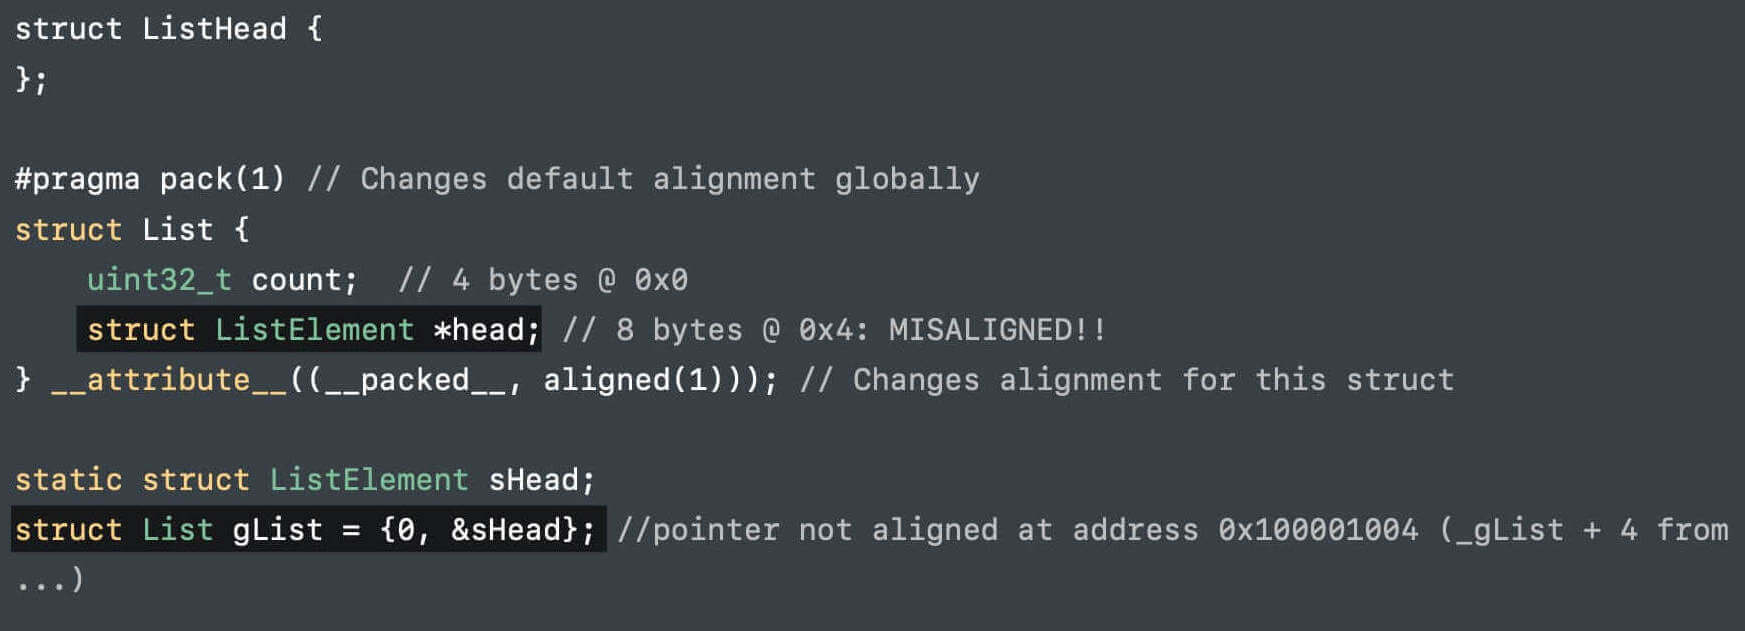 struct ListHead {
};
#pragma pack(1) // Changes default alignment globally
struct List {
    uint32_t count;  // 4 bytes @ 0x0
    struct ListElement *head; // 8 bytes @ 0x4: MISALIGNED!!
} __attribute__((__packed__, aligned(1))); // Changes alignment for this struct
static struct ListElement sHead;
struct List gList = {0, &sHead}; //pointer not aligned at address 0x100001004 (_gList + 4 from
...)